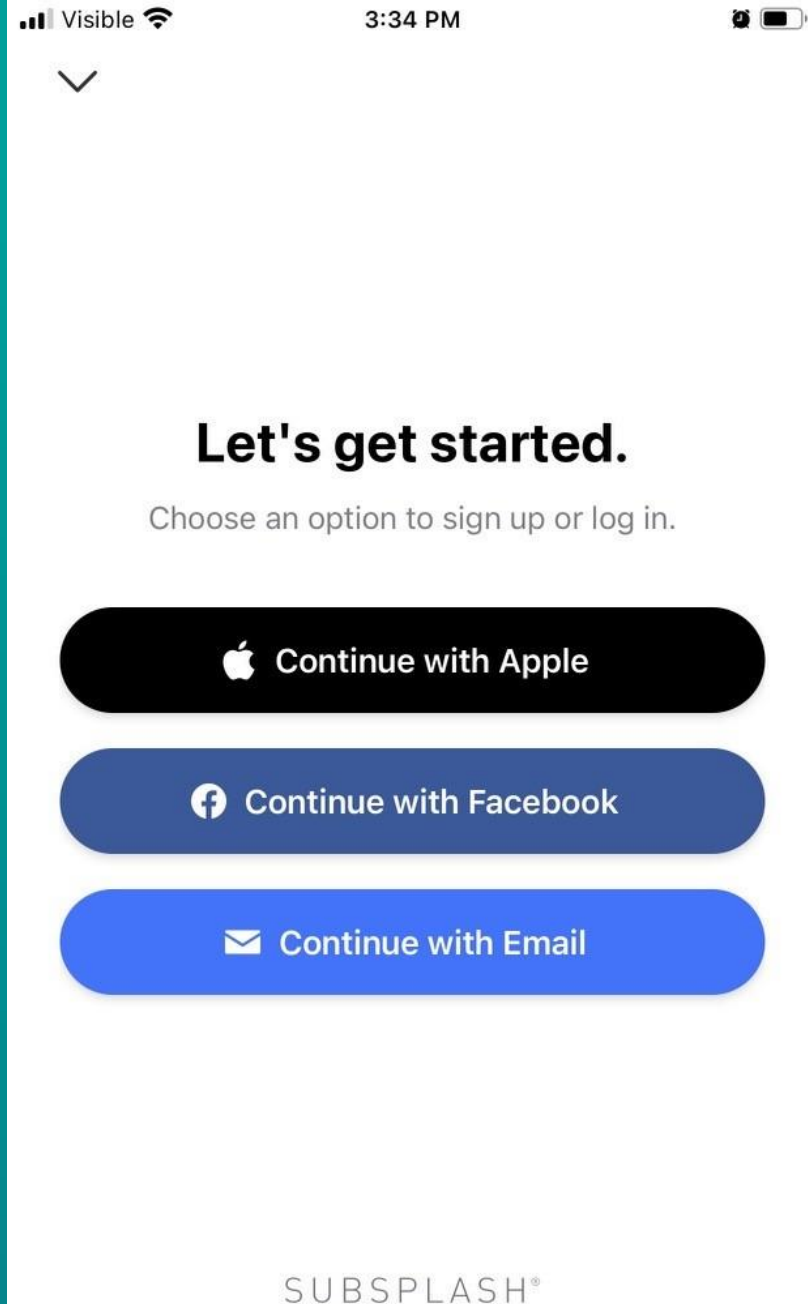 Visible 3:34 PM
Let's get started.
Choose an option to sign up or log in.
Continue with Apple
Continue with Facebook
Continue with Email
SUBSPLASH®